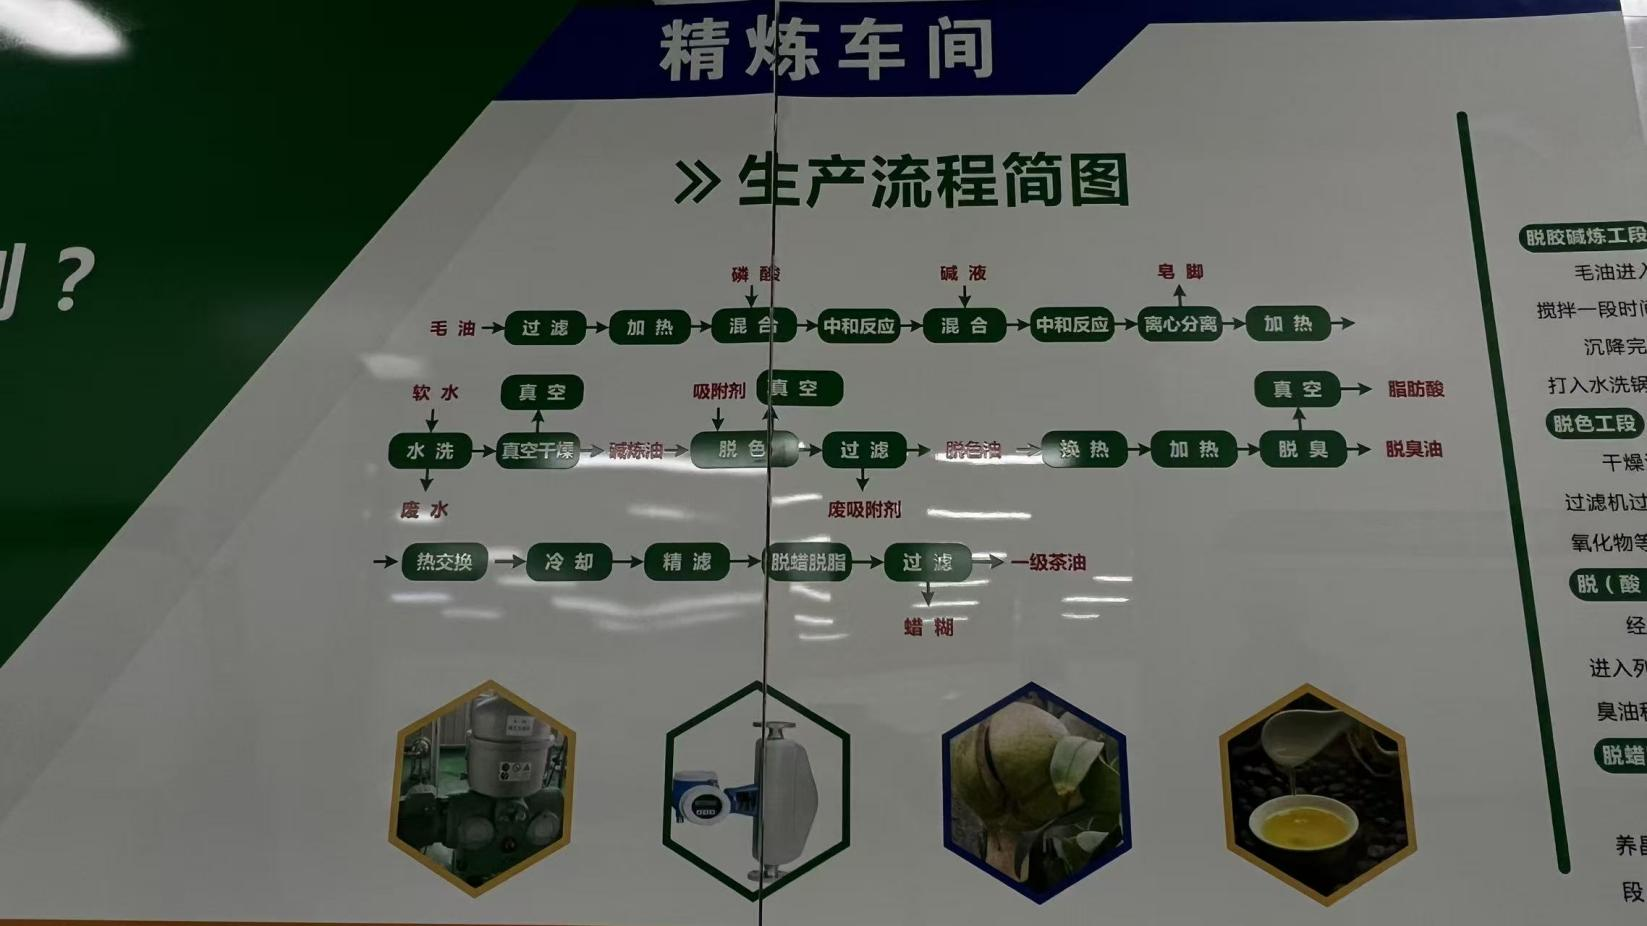 精炼车间
生产流程简图
?
磷酸 碱液 皂脚
毛油 过滤 加热 混合 中和反应 混合 中和反应 离心分离 加热
软水 真空 吸附剂 真空 真空 脂肪酸
水洗 真空干燥 碱炼油 脱色 过滤 脱色油 换热 加热 脱臭 脱臭油
废水 废吸附剂
热交换 冷却 精滤 脱蜡脱脂 过滤 一级茶油
蜡糊
脱胶碱炼工段
毛油进入
搅拌一段时间
沉降完
打入水洗锅
脱色工段
干燥
过滤机过
氧化物等
脱(酸
经
进入列
臭油
脱蜡
养
段